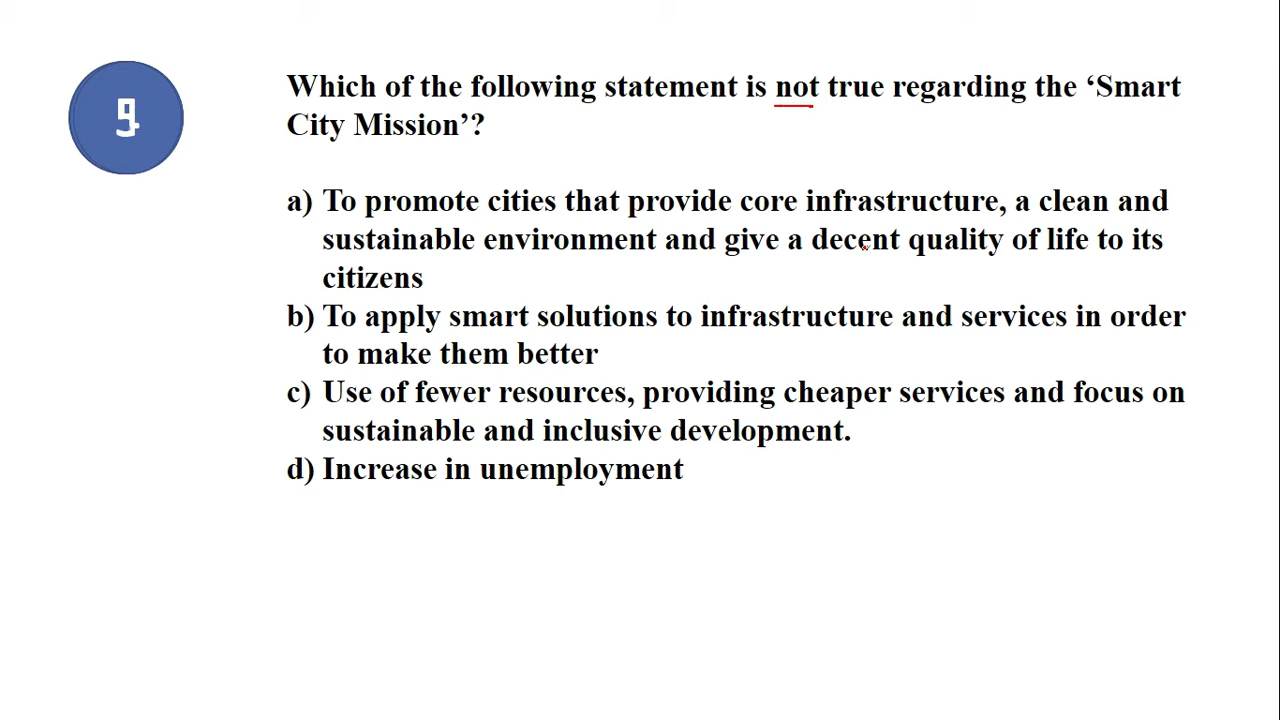 9
Which of the following statement is not true regarding the ‘Smart
City Mission’?
a) To promote cities that provide core infrastructure, a clean and
sustainable environment and give a decent quality of life to its
citizens
b) To apply smart solutions to infrastructure and services in order
to make them better
c) Use of fewer resources, providing cheaper services and focus on
sustainable and inclusive development.
d) Increase in unemployment